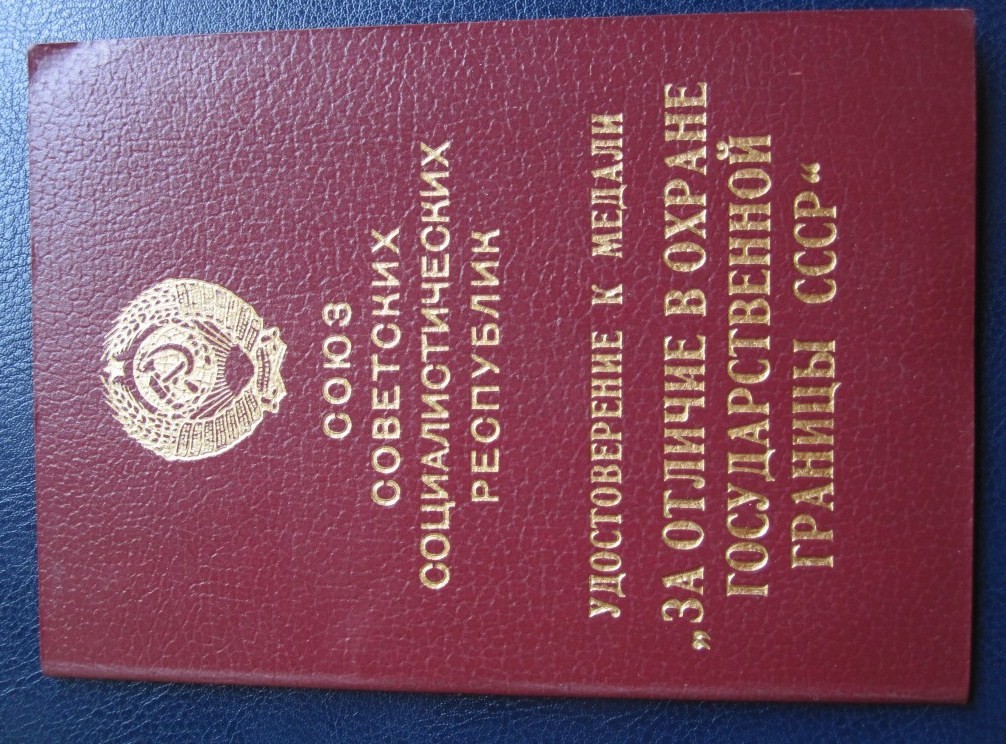 СОЮЗ
СОВЕТСКИХ
СОЦИАЛИСТИЧЕСКИХ
РЕСПУБЛИК
УДОСТОВЕРЕНИЕ К МЕДАЛИ
„ЗА ОТЛИЧИЕ В ОХРАНЕ
ГОСУДАРСТВЕННОЙ
ГРАНИЦЫ СССР“